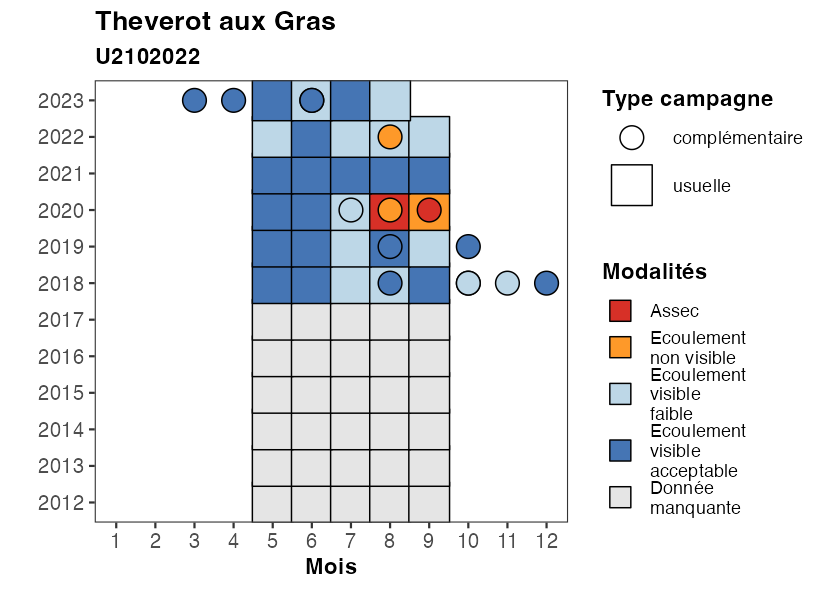 Theverot aux Gras
U2102022
2023
2022
2021
2020
2019
2018
2017
2016
2015
2014
2013
2012
1 2 3 4 5 6 7 8 9 10 11 12
Mois
Type campagne
complémentaire
usuelle
Modalités
Assec
Ecoulement
non visible
Ecoulement
visible
faible
Ecoulement
visible
acceptable
Donnée
manquante